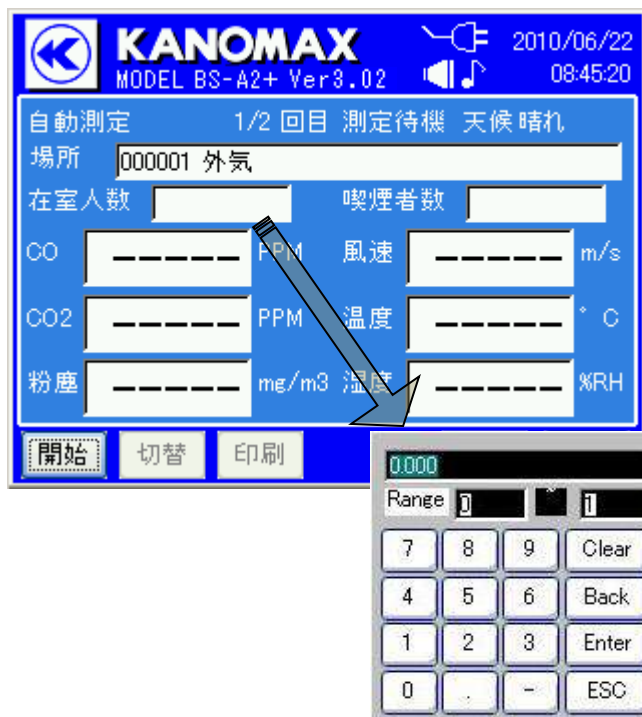 KANOMAX 2010/06/22
MODEL BS-A2+ Ver3.02 08:45:20
自動測定 1/2 回目 測定待機 天候 晴れ
場所 000001 外気
在室人数 喫煙者数
CO ----- PPM 風速 ----- m/s
CO2 ----- PPM 温度 ----- ° C
粉塵 ----- mg/m3 湿度 ----- %RH
開始 切替 印刷
0.000
Range 0 ~ 1
7 8 9 Clear
4 5 6 Back
1 2 3 Enter
0 . - ESC